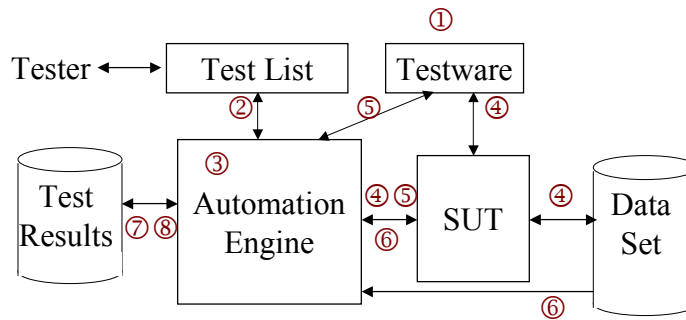 ①
Tester
Test List
Testware
②
⑤
④
③
Test
Results
⑦ ⑧
Automation
Engine
④ ⑤
⑥
SUT
④
Data
Set
⑥